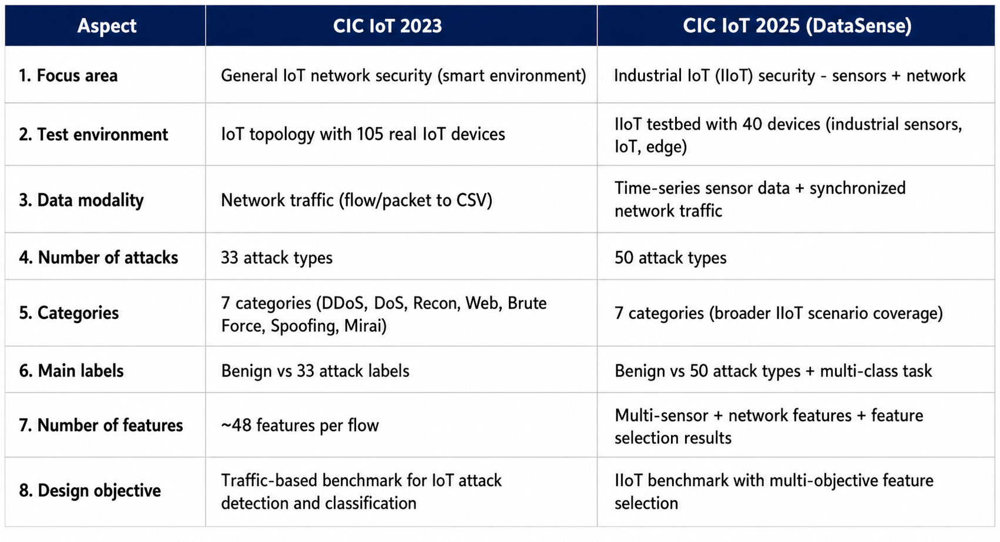 Aspect
CIC IoT 2023
CIC IoT 2025 (DataSense)
1. Focus area
General IoT network security (smart environment)
Industrial IoT (IIoT) security - sensors + network
2. Test environment
IoT topology with 105 real IoT devices
IIoT testbed with 40 devices (industrial sensors,
IoT, edge)
3. Data modality
Network traffic (flow/packet to CSV)
Time-series sensor data + synchronized
network traffic
4. Number of attacks
33 attack types
50 attack types
5. Categories
7 categories (DDoS, DoS, Recon, Web, Brute
Force, Spoofing, Mirai)
7 categories (broader IIoT scenario coverage)
6. Main labels
Benign vs 33 attack labels
Benign vs 50 attack types + multi-class task
7. Number of features
~48 features per flow
Multi-sensor + network features + feature
selection results
8. Design objective
Traffic-based benchmark for IoT attack
detection and classification
IIoT benchmark with multi-objective feature
selection